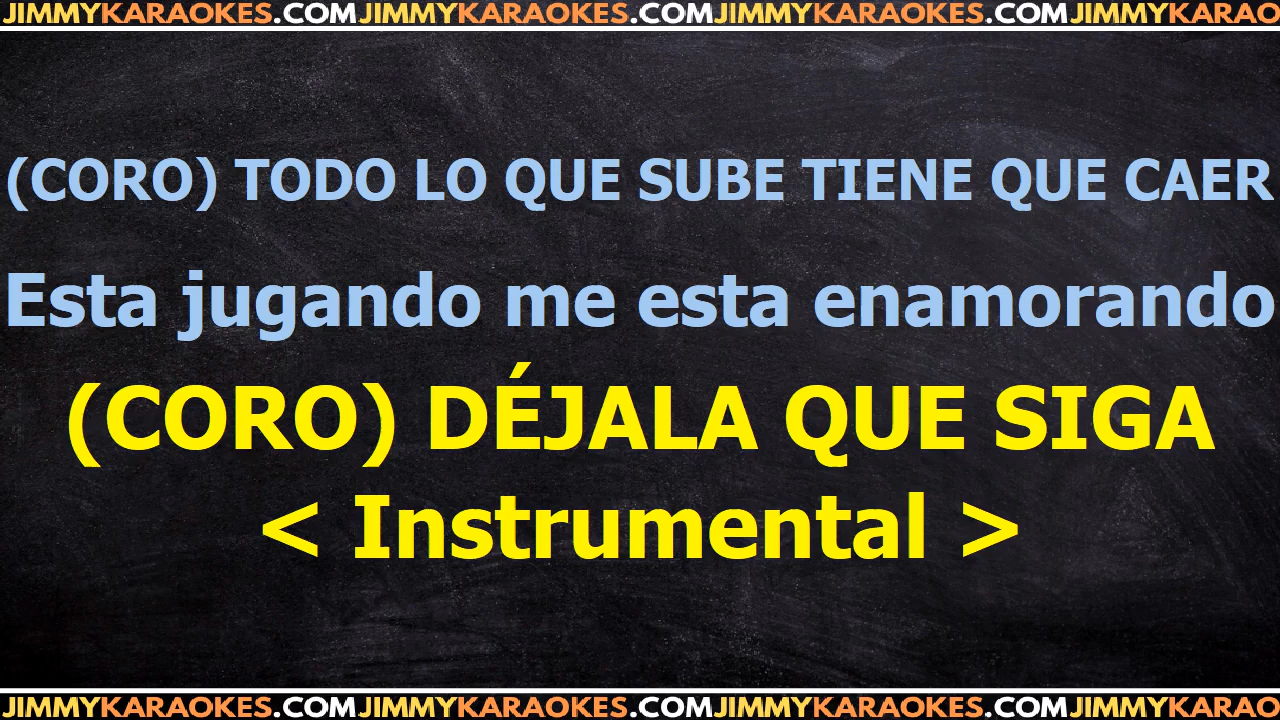 JIMMYKARAOKES.COMJIMMYKARAOKES.COMJIMMYKARAOKES.COMJIMMYKARAO
(CORO) TODO LO QUE SUBE TIENE QUE CAER
Esta jugando me esta enamorando
(CORO) DÉJALA QUE SIGA
< Instrumental >
JIMMYKARAOKES.COMJIMMYKARAOKES.COMJIMMYKARAOKES.COMJIMMYKARAO